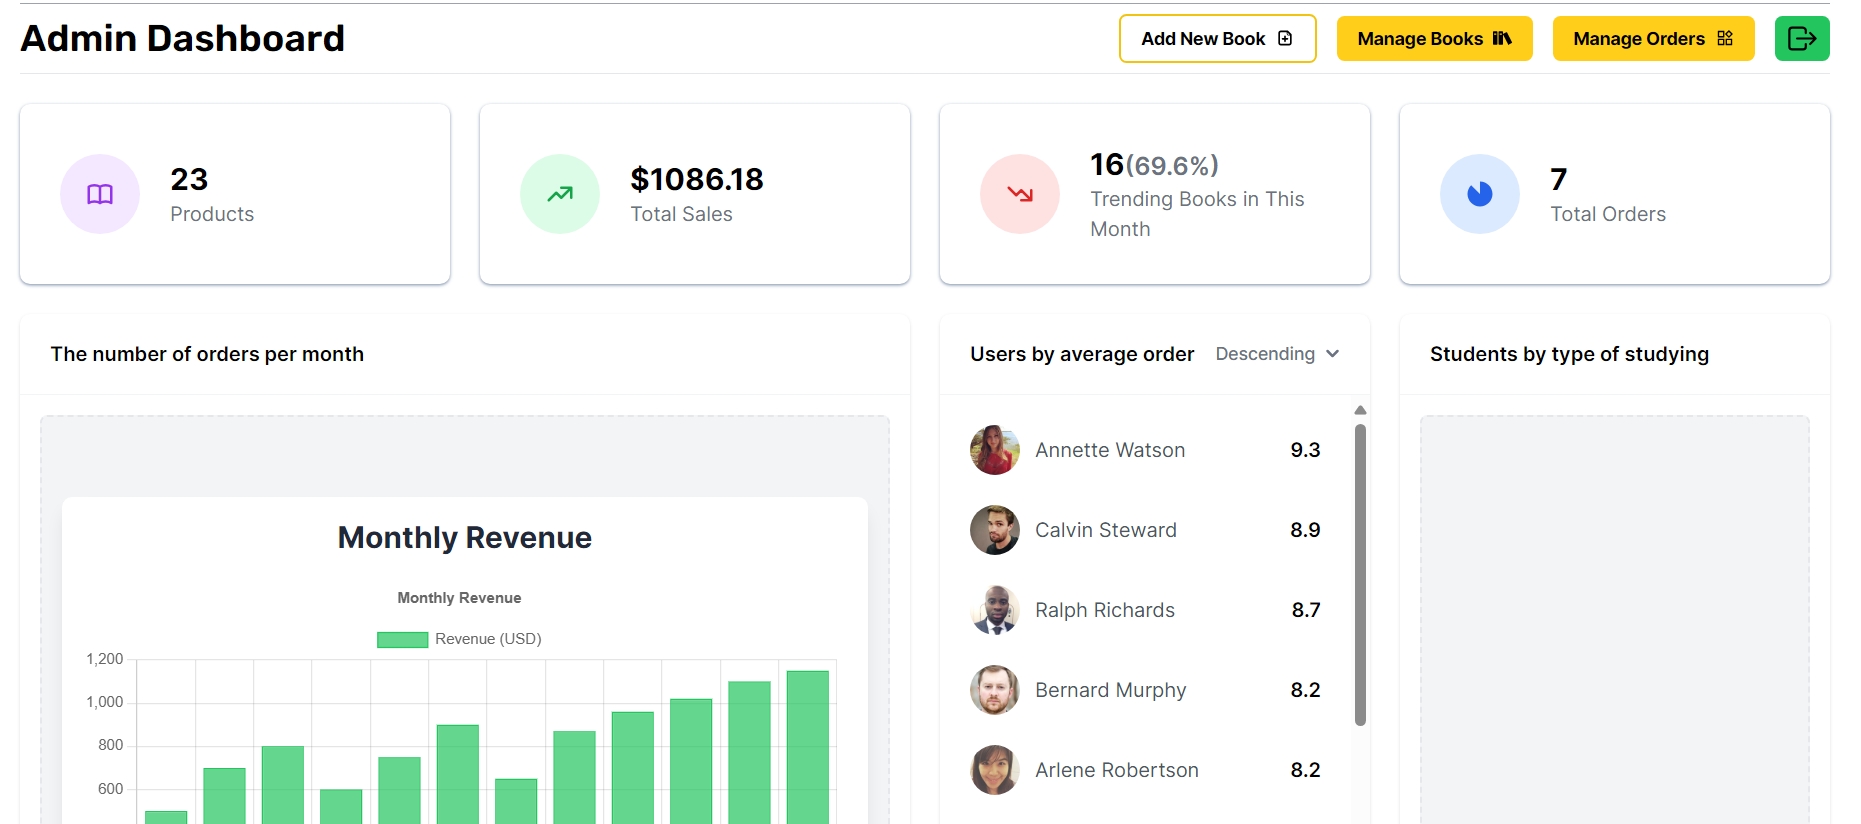 Admin Dashboard
Add New Book
Manage Books
Manage Orders
23
Products
$1086.18
Total Sales
16(69.6%)
Trending Books in This
Month
7
Total Orders
The number of orders per month
Monthly Revenue
Monthly Revenue
Revenue (USD)
1,200
1,000
800
600
Users by average order
Descending
Annette Watson 9.3
Calvin Steward 8.9
Ralph Richards 8.7
Bernard Murphy 8.2
Arlene Robertson 8.2
Students by type of studying